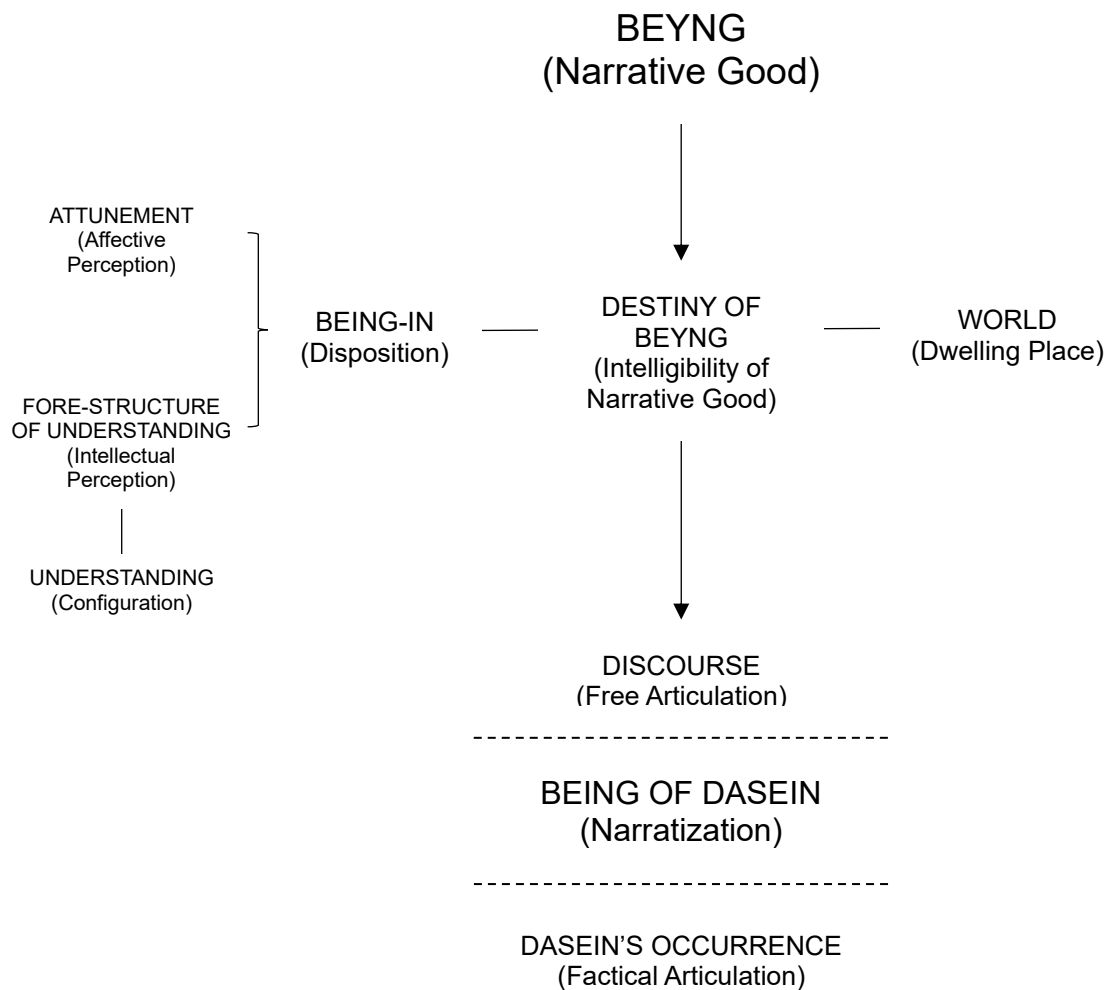 BEYNG
(Narrative Good)
ATTUNEMENT
(Affective
Perception)
BEING-IN
(Disposition)
DESTINY OF
BEYNG
(Intelligibility of
Narrative Good)
WORLD
(Dwelling Place)
FORE-STRUCTURE
OF UNDERSTANDING
(Intellectual
Perception)
UNDERSTANDING
(Configuration)
DISCOURSE
(Free Articulation)
BEING OF DASEIN
(Narratization)
DASEIN’S OCCURRENCE
(Factical Articulation)